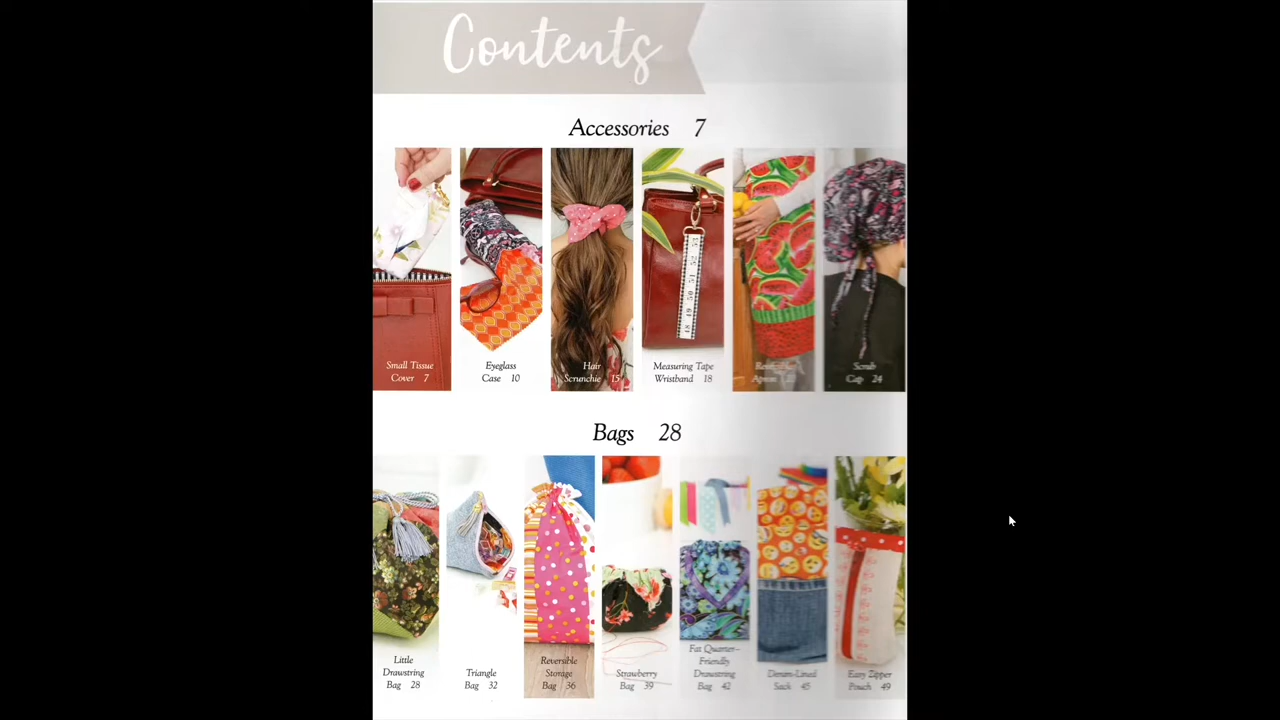 Contents
Accessories 7
Small Tissue
Cover 7
Eyeglass
Case 10
Hair
Scrunchie 15
Measuring Tape
Wristband 18
Apron
Scrub
Cap 24
Bags 28
Little
Drawstring
Bag 28
Triangle
Bag 32
Reversible
Storage
Bag 36
Strawberry
Bag 39
Fat Quarter–
Friendly
Drawstring
Bag 42
Denim-Lined
Sack 45
Easy Zipper
Pouch 49